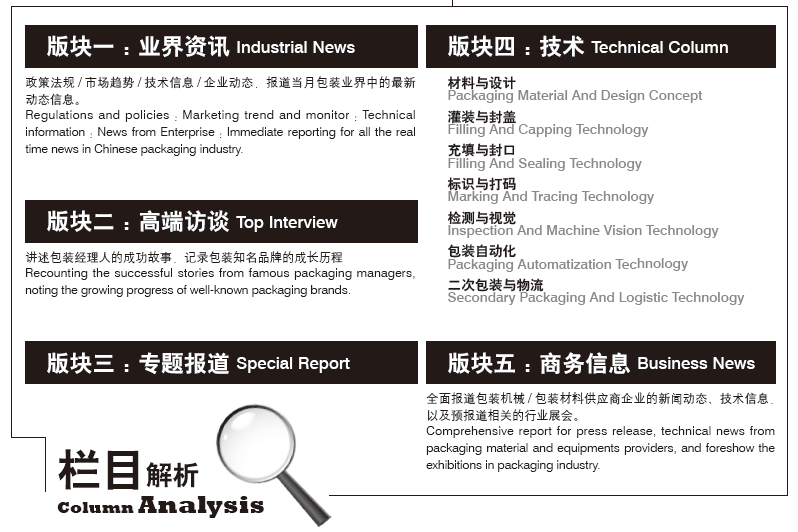 版块一：业界资讯 Industrial News
政策法规 / 市场趋势 / 技术信息 / 企业动态、报道当月包装业界中的最新
动态信息。
Regulations and policies ; Marketing trend and monitor ; Technical
information ; News from Enterprise ; Immediate reporting for all the real
time news in Chinese packaging industry.
版块二：高端访谈 Top Interview
讲述包装经理人的成功故事、记录包装知名品牌的成长历程
Recounting the successful stories from famous packaging managers,
noting the growing progress of well-known packaging brands.
版块三：专题报道 Special Report
栏目解析
Column Analysis
版块四：技术 Technical Column
材料与设计
Packaging Material And Design Concept
灌装与封盖
Filling And Capping Technology
充填与封口
Filling And Sealing Technology
标识与打码
Marking And Tracing Technology
检测与视觉
Inspection And Machine Vision Technology
包装自动化
Packaging Automatization Technology
二次包装与物流
Secondary Packaging And Logistic Technology
版块五：商务信息 Business News
全面报道包装机械 / 包装材料供应商企业的新闻动态、技术信息、
以及预报道相关的行业展会。
Comprehensive report for press release, technical news from
packaging material and equipments providers, and foreshow the
exhibitions in packaging industry.